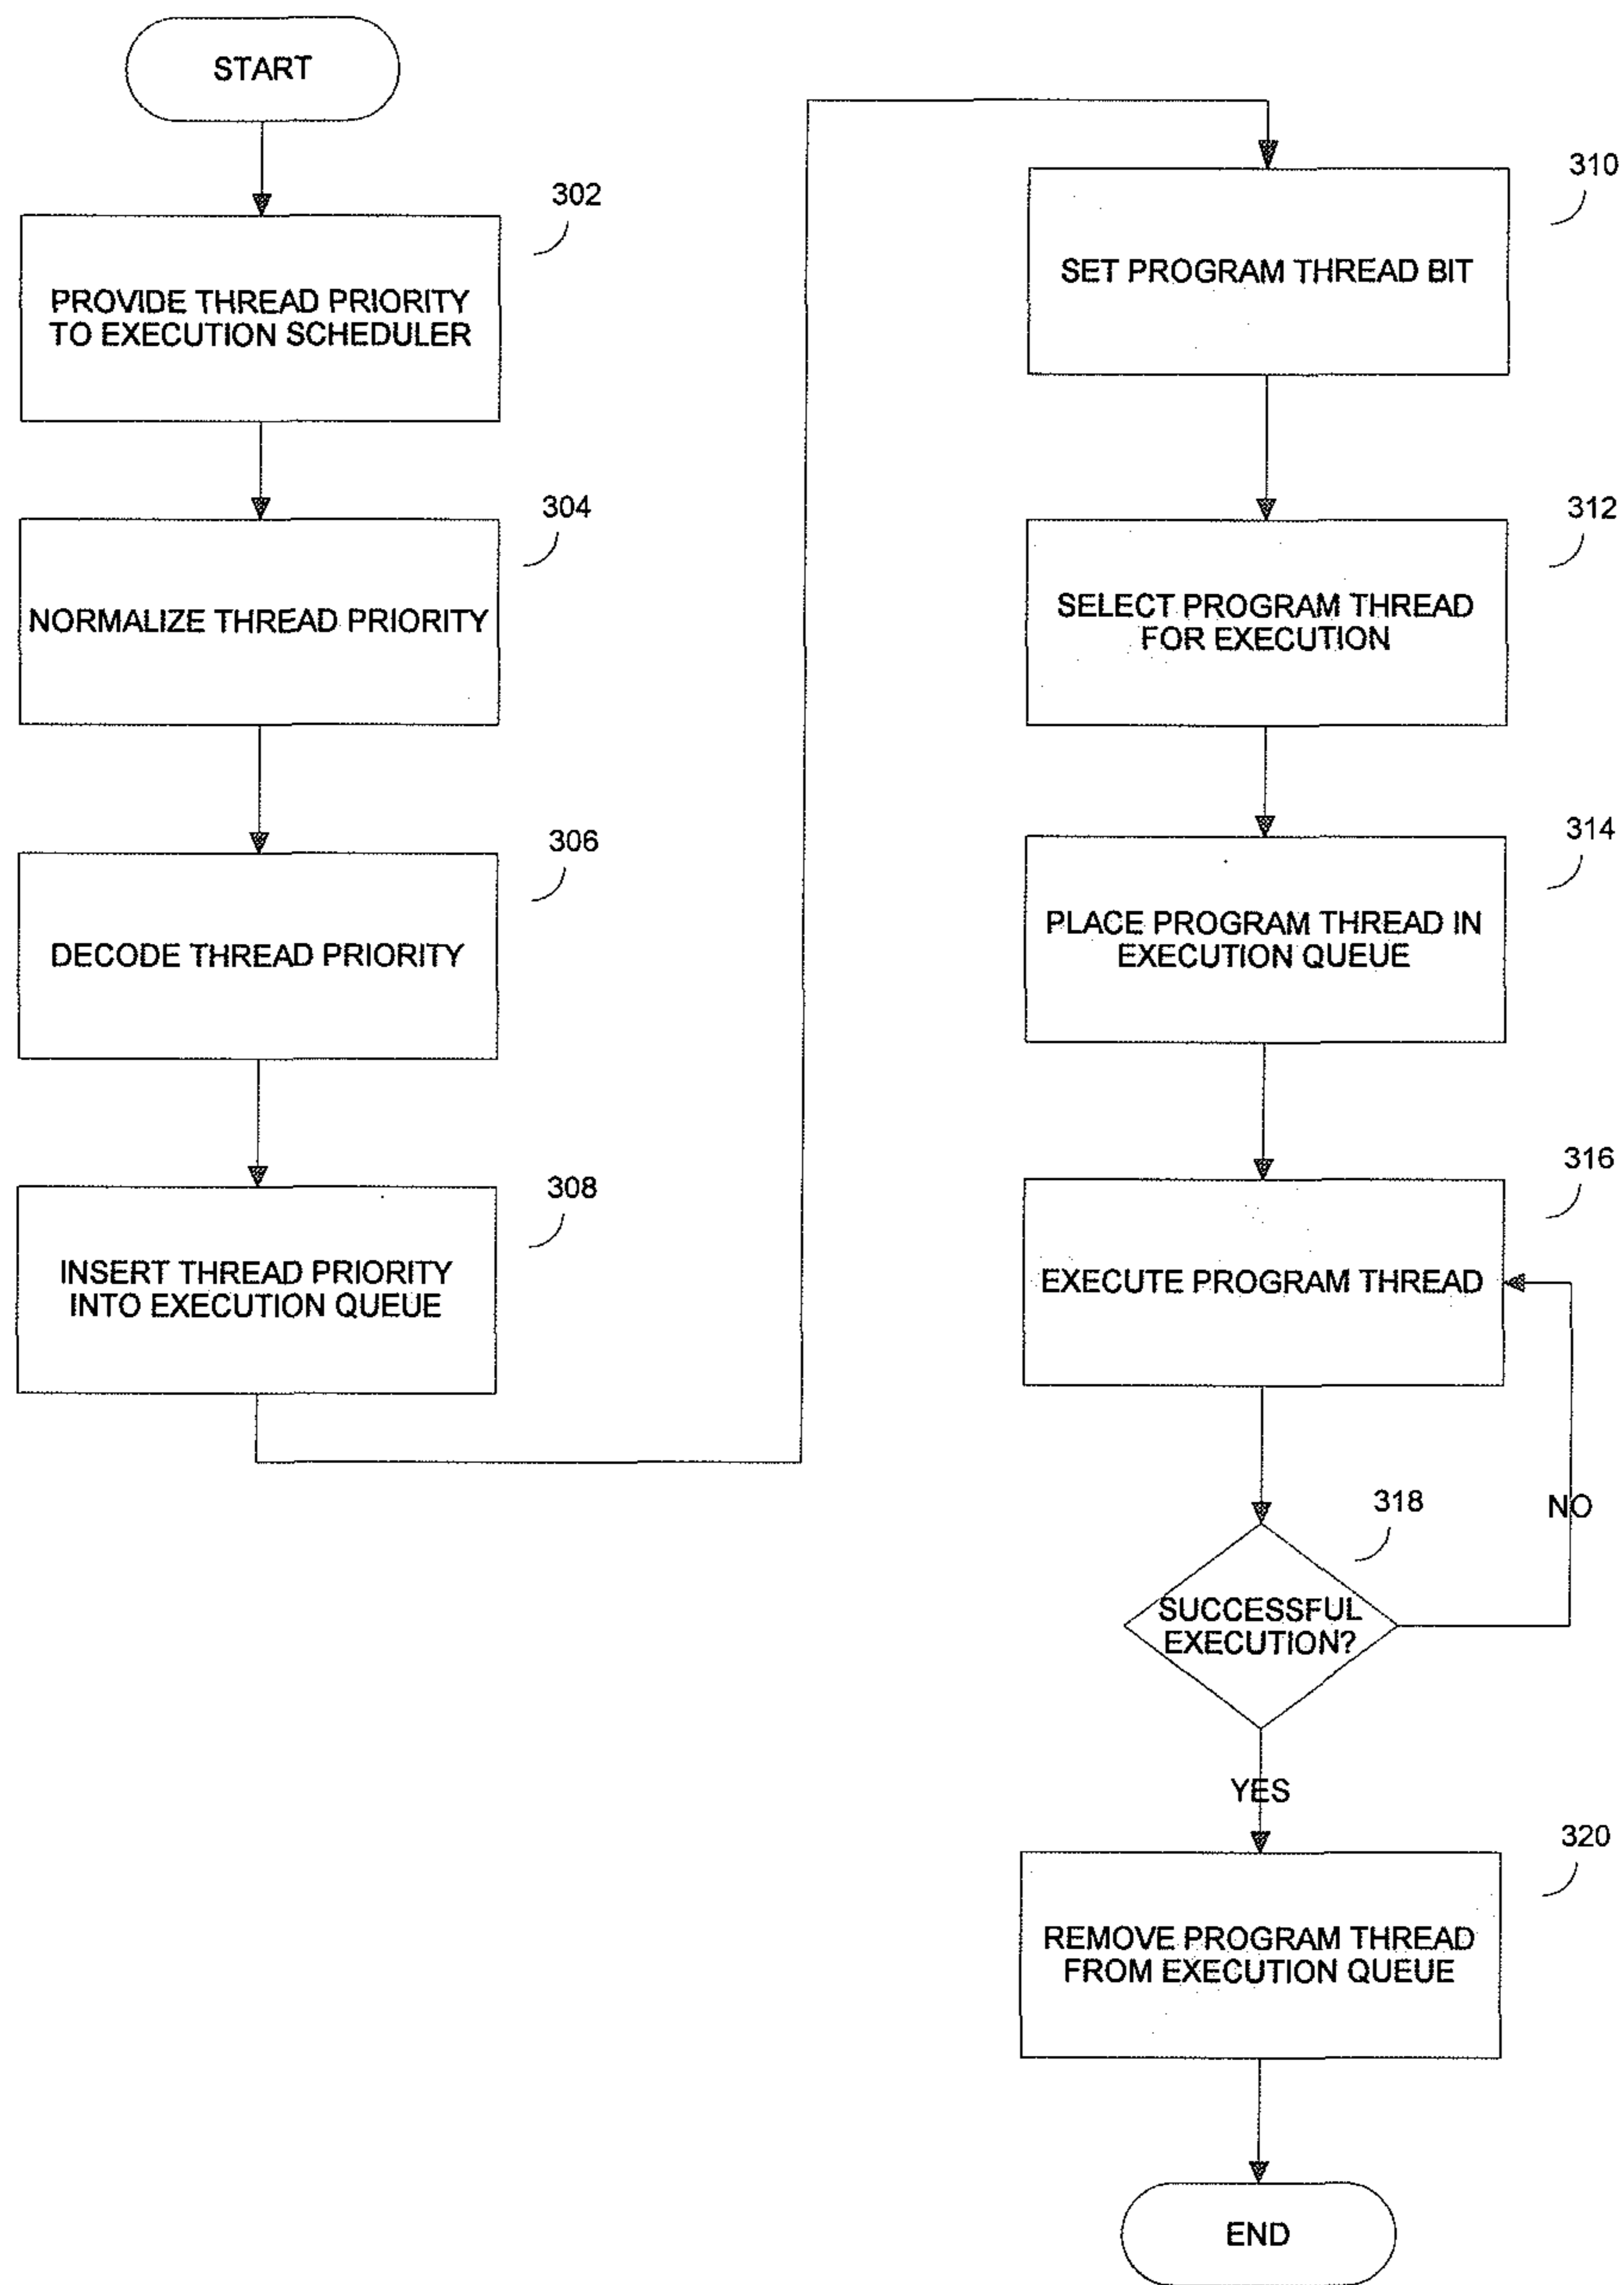 START
302
PROVIDE THREAD PRIORITY
TO EXECUTION SCHEDULER
304
NORMALIZE THREAD PRIORITY
306
DECODE THREAD PRIORITY
308
INSERT THREAD PRIORITY
INTO EXECUTION QUEUE
310
SET PROGRAM THREAD BIT
312
SELECT PROGRAM THREAD
FOR EXECUTION
314
PLACE PROGRAM THREAD IN
EXECUTION QUEUE
316
EXECUTE PROGRAM THREAD
NO
318
SUCCESSFUL
EXECUTION?
YES
320
REMOVE PROGRAM THREAD
FROM EXECUTION QUEUE
END